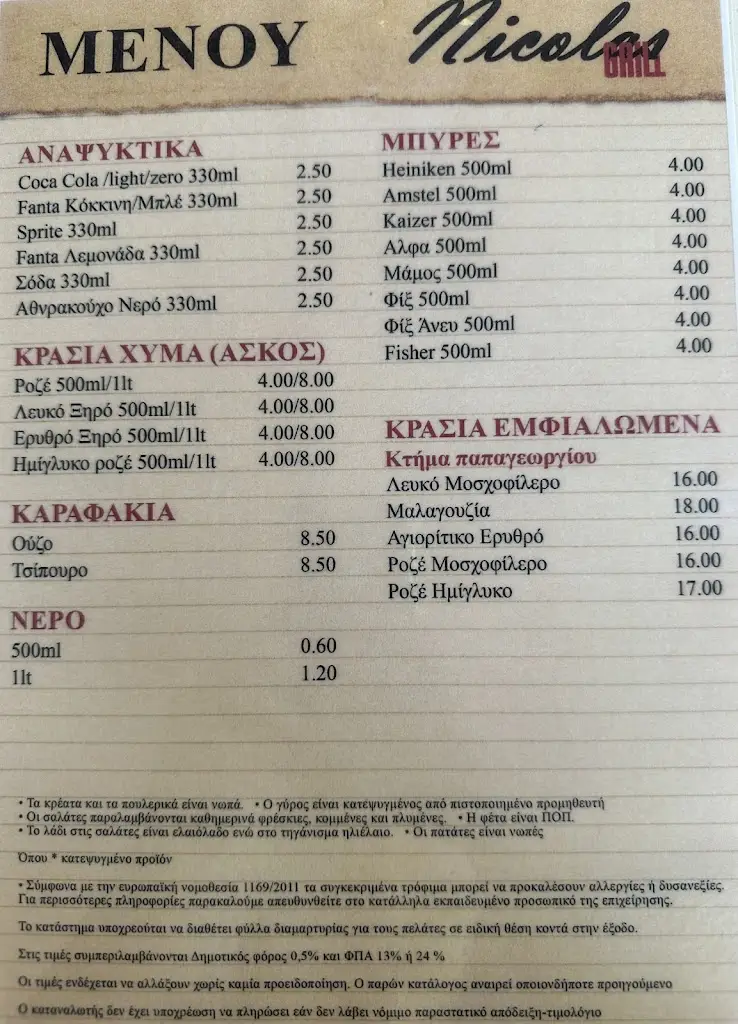 ΜΕΝΟΥ
Nicolas
GRILL
ΑΝΑΨΥΚΤΙΚΑ
Coca Cola /light/zero 330ml 2.50
Fanta Κόκκινη/Μπλέ 330ml 2.50
Sprite 330ml 2.50
Fanta Λεμονάδα 330ml 2.50
Σόδα 330ml 2.50
Αθνρακούχο Νερό 330ml 2.50
ΚΡΑΣΙΑ ΧΥΜΑ (ΑΣΚΟΣ)
Ροζέ 500ml/1lt 4.00/8.00
Λευκό Ξηρό 500ml/1lt 4.00/8.00
Ερυθρό Ξηρό 500ml/1lt 4.00/8.00
Ημίγλυκο ροζέ 500ml/1lt 4.00/8.00
ΚΑΡΑΦΑΚΙΑ
Ούζο 8.50
Τσίπουρο 8.50
ΝΕΡΟ
500ml 0.60
1lt 1.20
ΜΠΥΡΕΣ
Heiniken 500ml 4.00
Amstel 500ml 4.00
Kaizer 500ml 4.00
Αλφα 500ml 4.00
Μάμος 500ml 4.00
Φίξ 500ml 4.00
Φίξ Άνευ 500ml 4.00
Fisher 500ml 4.00
ΚΡΑΣΙΑ ΕΜΦΙΑΛΩΜΕΝΑ
Κτήμα παπαγεωργίου
Λευκό Μοσχοφίλερο 16.00
Μαλαγουζία 18.00
Αγιορίτικο Ερυθρό 16.00
Ροζέ Μοσχοφίλερο 16.00
Ροζέ Ημίγλυκο 17.00
• Τα κρέατα και τα πουλερικά είναι νωπά. • Ο γύρος είναι κατεψυγμένος από πιστοποιημένο προμηθευτή
• Οι σαλάτες παραλαμβάνονται καθημερινά φρέσκιες, κομμένες και πλυμένες. • Η φέτα είναι ΠΟΠ.
• Το λάδι στις σαλάτες είναι ελαιόλαδο ενώ στο τηγάνισμα ηλιέλαιο. • Οι πατάτες είναι νωπές
Όπου * κατεψυγμένο προϊόν
• Σύμφωνα με την ευρωπαϊκή νομοθεσία 1169/2011 τα συγκεκριμένα τρόφιμα μπορεί να προκαλέσουν αλλεργίες ή δυσανεξίες.
Για περισσότερες πληροφορίες παρακαλούμε απευθυνθείτε στο κατάλληλα εκπαιδευμένο προσωπικό της επιχείρησης.
Το κατάστημα υποχρεούται να διαθέτει φύλλα διαμαρτυρίας για τους πελάτες σε ειδική θέση κοντά στην έξοδο.
Στις τιμές συμπεριλαμβάνονται Δημοτικός φόρος 0,5% και ΦΠΑ 13% ή 24 %
Οι τιμές ενδέχεται να αλλάξουν χωρίς καμία προειδοποίηση. Ο παρών κατάλογος αναιρεί οποιονδήποτε προηγούμενο
Ο καταναλωτής δεν έχει υποχρέωση να πληρώσει εάν δεν λάβει νόμιμο παραστατικό απόδειξη-τιμολόγιο